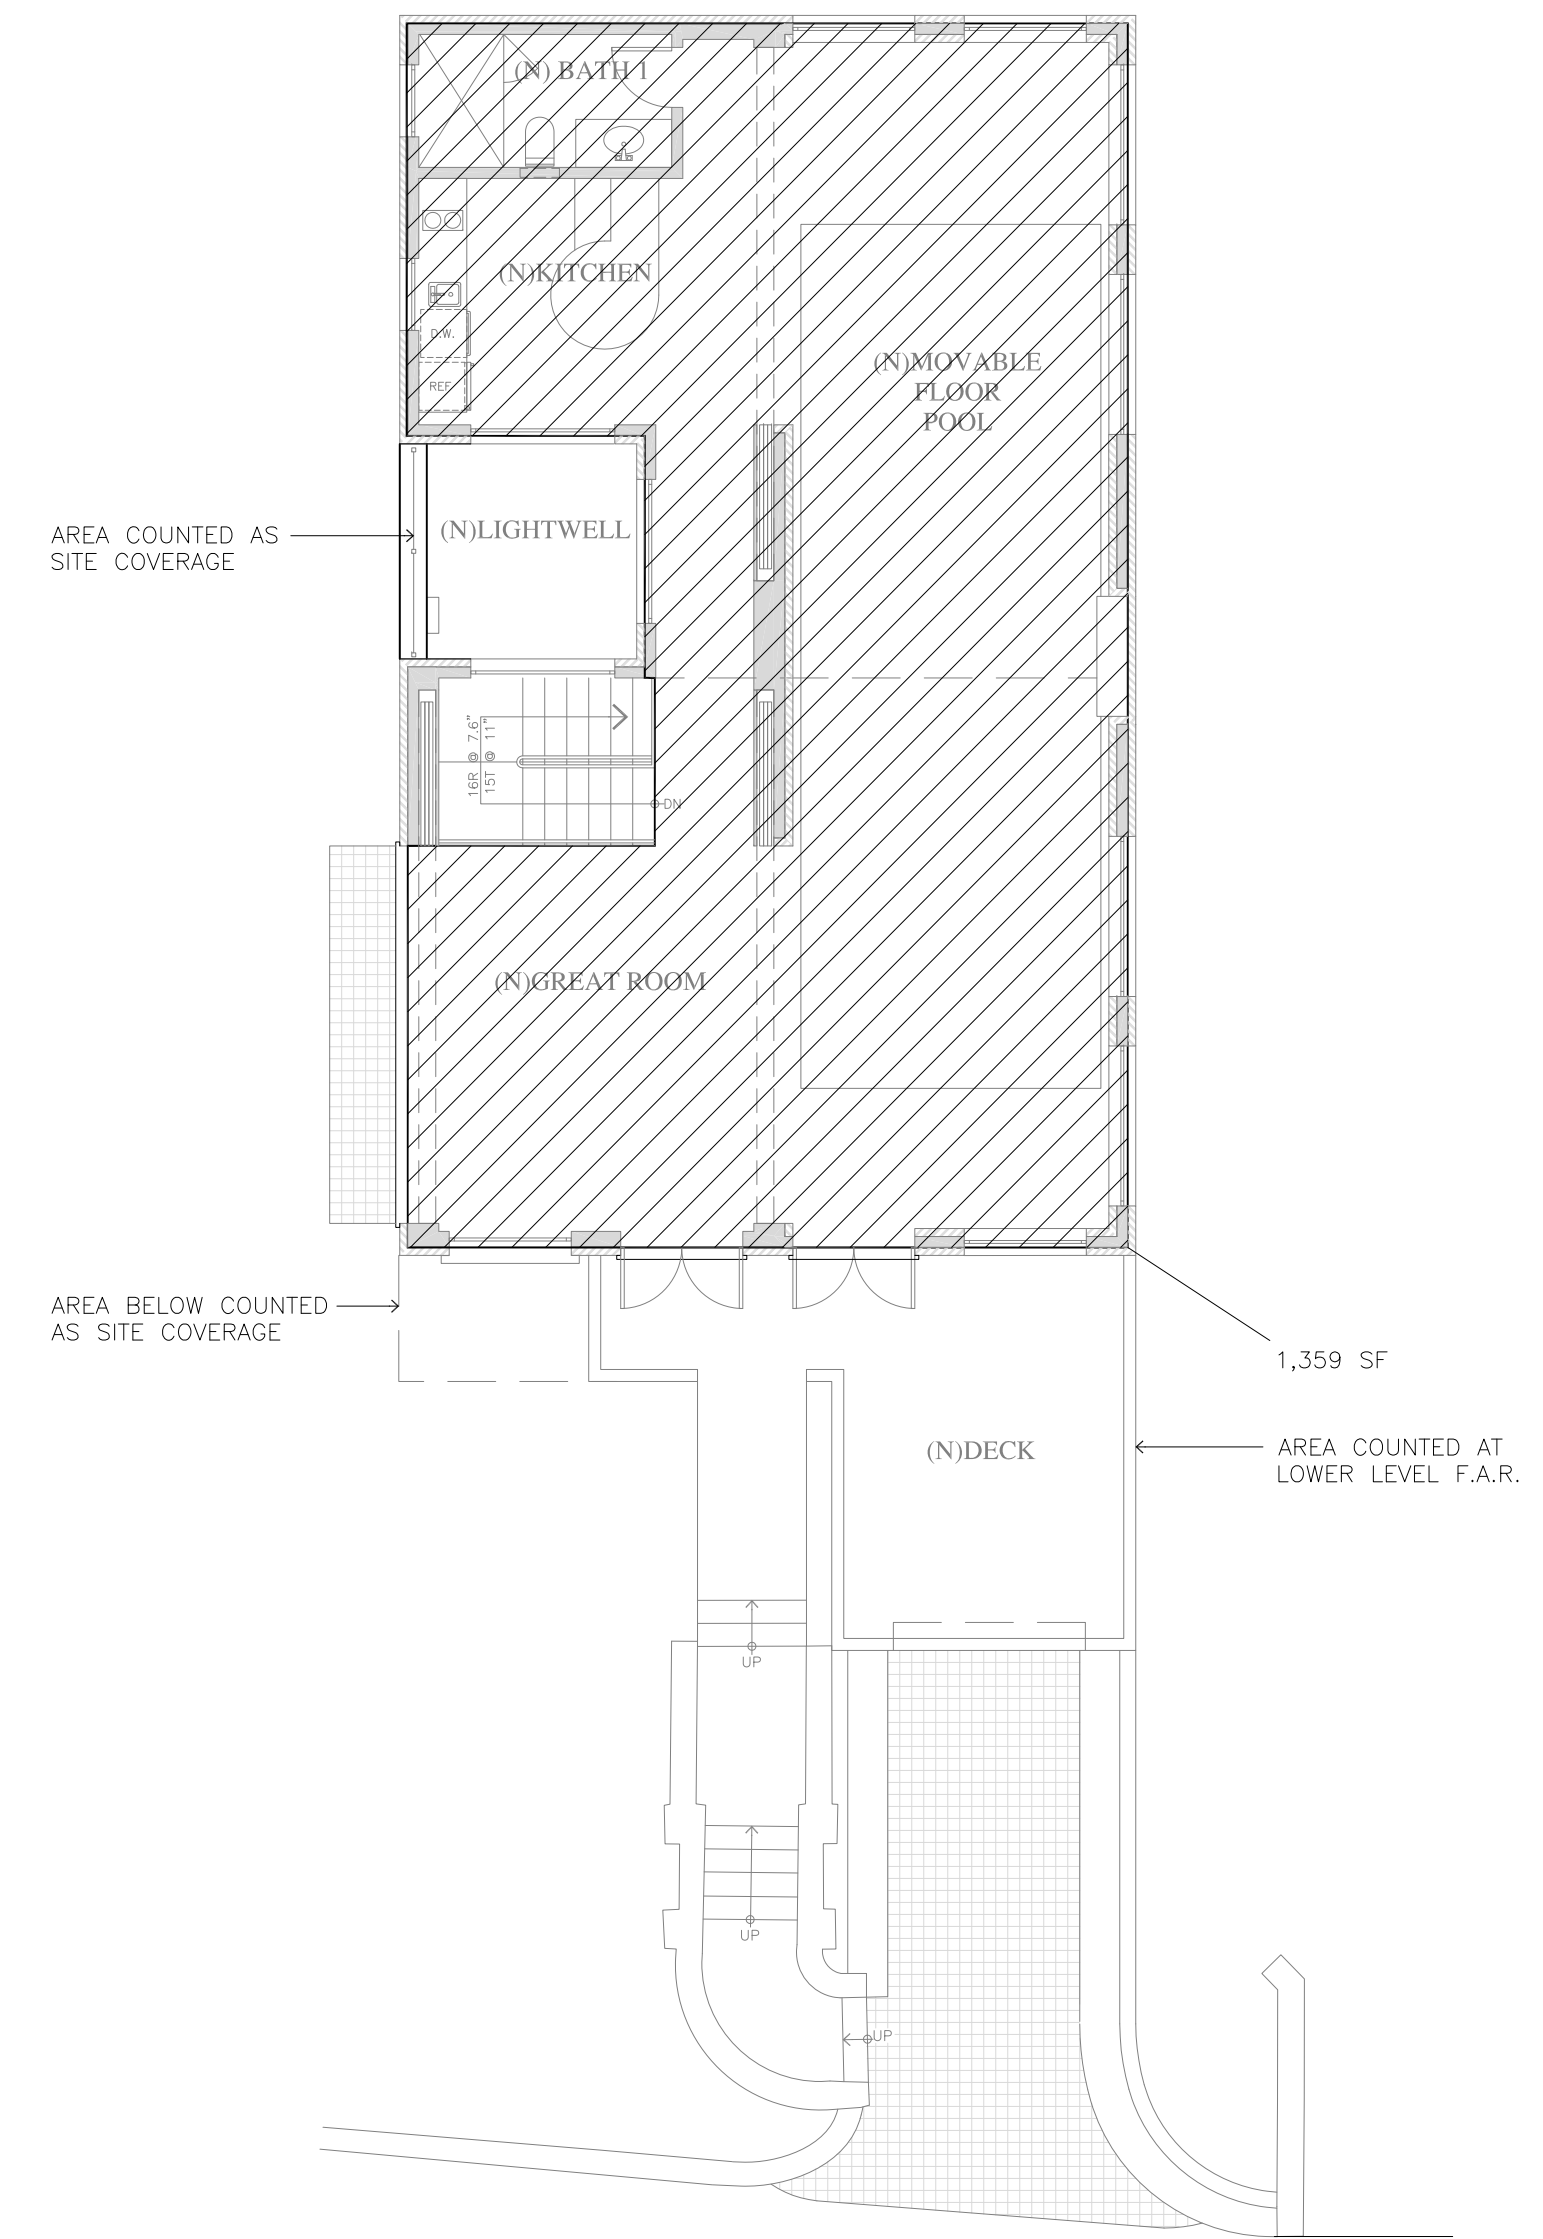 (N) BATH 1
(N)KITCHEN
D.W.
REF.
(N)MOVABLE
FLOOR
POOL
AREA COUNTED AS
SITE COVERAGE
(N)LIGHTWELL
16R @ 7.6"
15T @ 11"
DN
(N)GREAT ROOM
AREA BELOW COUNTED
AS SITE COVERAGE
1,359 SF
(N)DECK
AREA COUNTED AT
LOWER LEVEL F.A.R.
UP
UP
UP